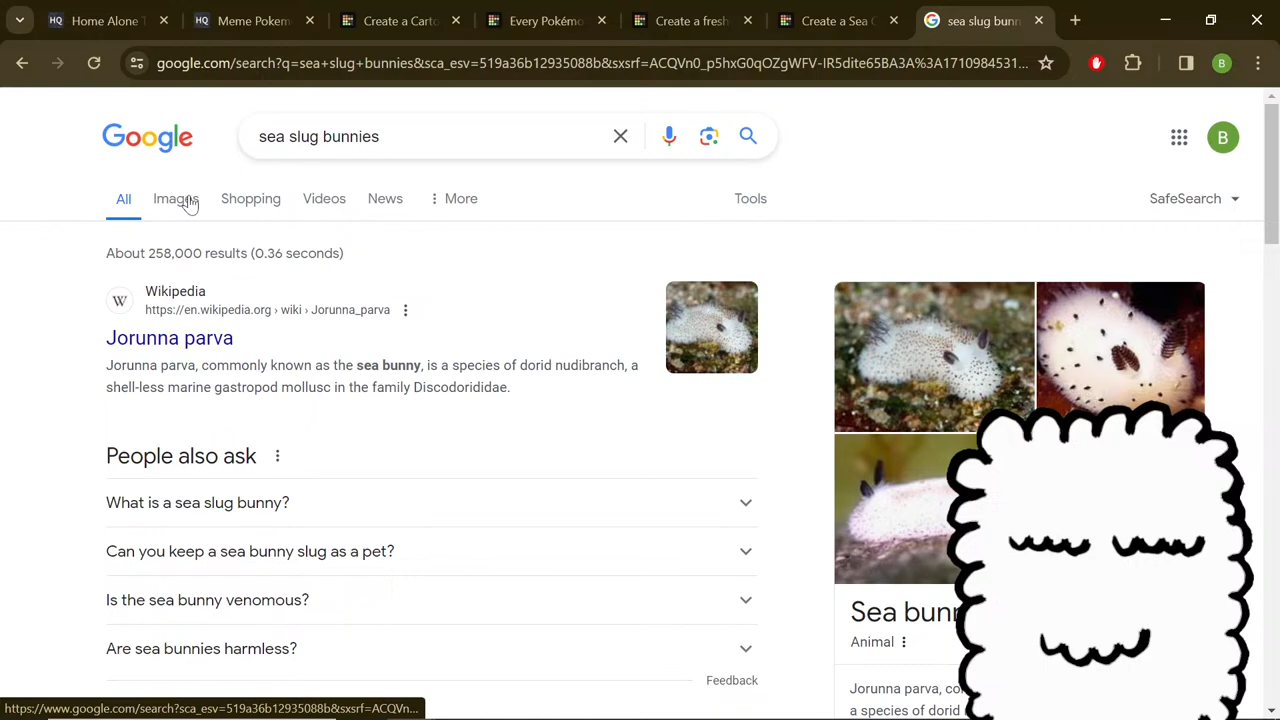 Home Alone T
Meme Pokem
Create a Carto
Every Pokémo
Create a fresh
Create a Sea C
sea slug bunn
google.com/search?q=sea+slug+bunnies&sca_esv=519a36b12935088b&sxsrf=ACQVn0_p5hxG0qOZgWFV-IR5dite65BA3A%3A1710984531...
B
Google
sea slug bunnies
B
All
Images
Shopping
Videos
News
More
Tools
SafeSearch
About 258,000 results (0.36 seconds)
W
Wikipedia
https://en.wikipedia.org › wiki › Jorunna_parva
Jorunna parva
Jorunna parva, commonly known as the sea bunny, is a species of dorid nudibranch, a
shell-less marine gastropod mollusc in the family Discodorididae.
People also ask
What is a sea slug bunny?
Can you keep a sea bunny slug as a pet?
Is the sea bunny venomous?
Are sea bunnies harmless?
Feedback
Sea bunn
Animal
Jorunna parva, co
a species of dorid
https://www.google.com/search?sca_esv=519a36b12935088b&sxsrf=ACQVn...